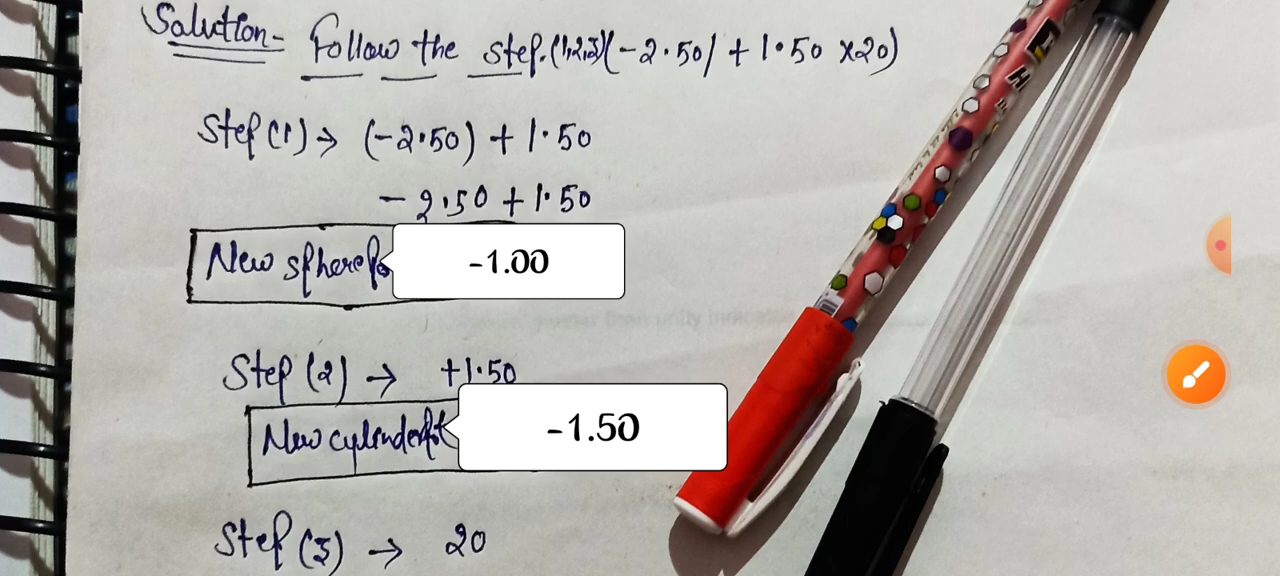 Solution- Follow the step.(1,2,3)(-2.50/ +1.50 ×20)
Step (1) → (-2.50) + 1.50
- 2.50 + 1.50
New sphere -1.00
Step (2) → +1.50
New cylinder -1.50
Step (3) → 20